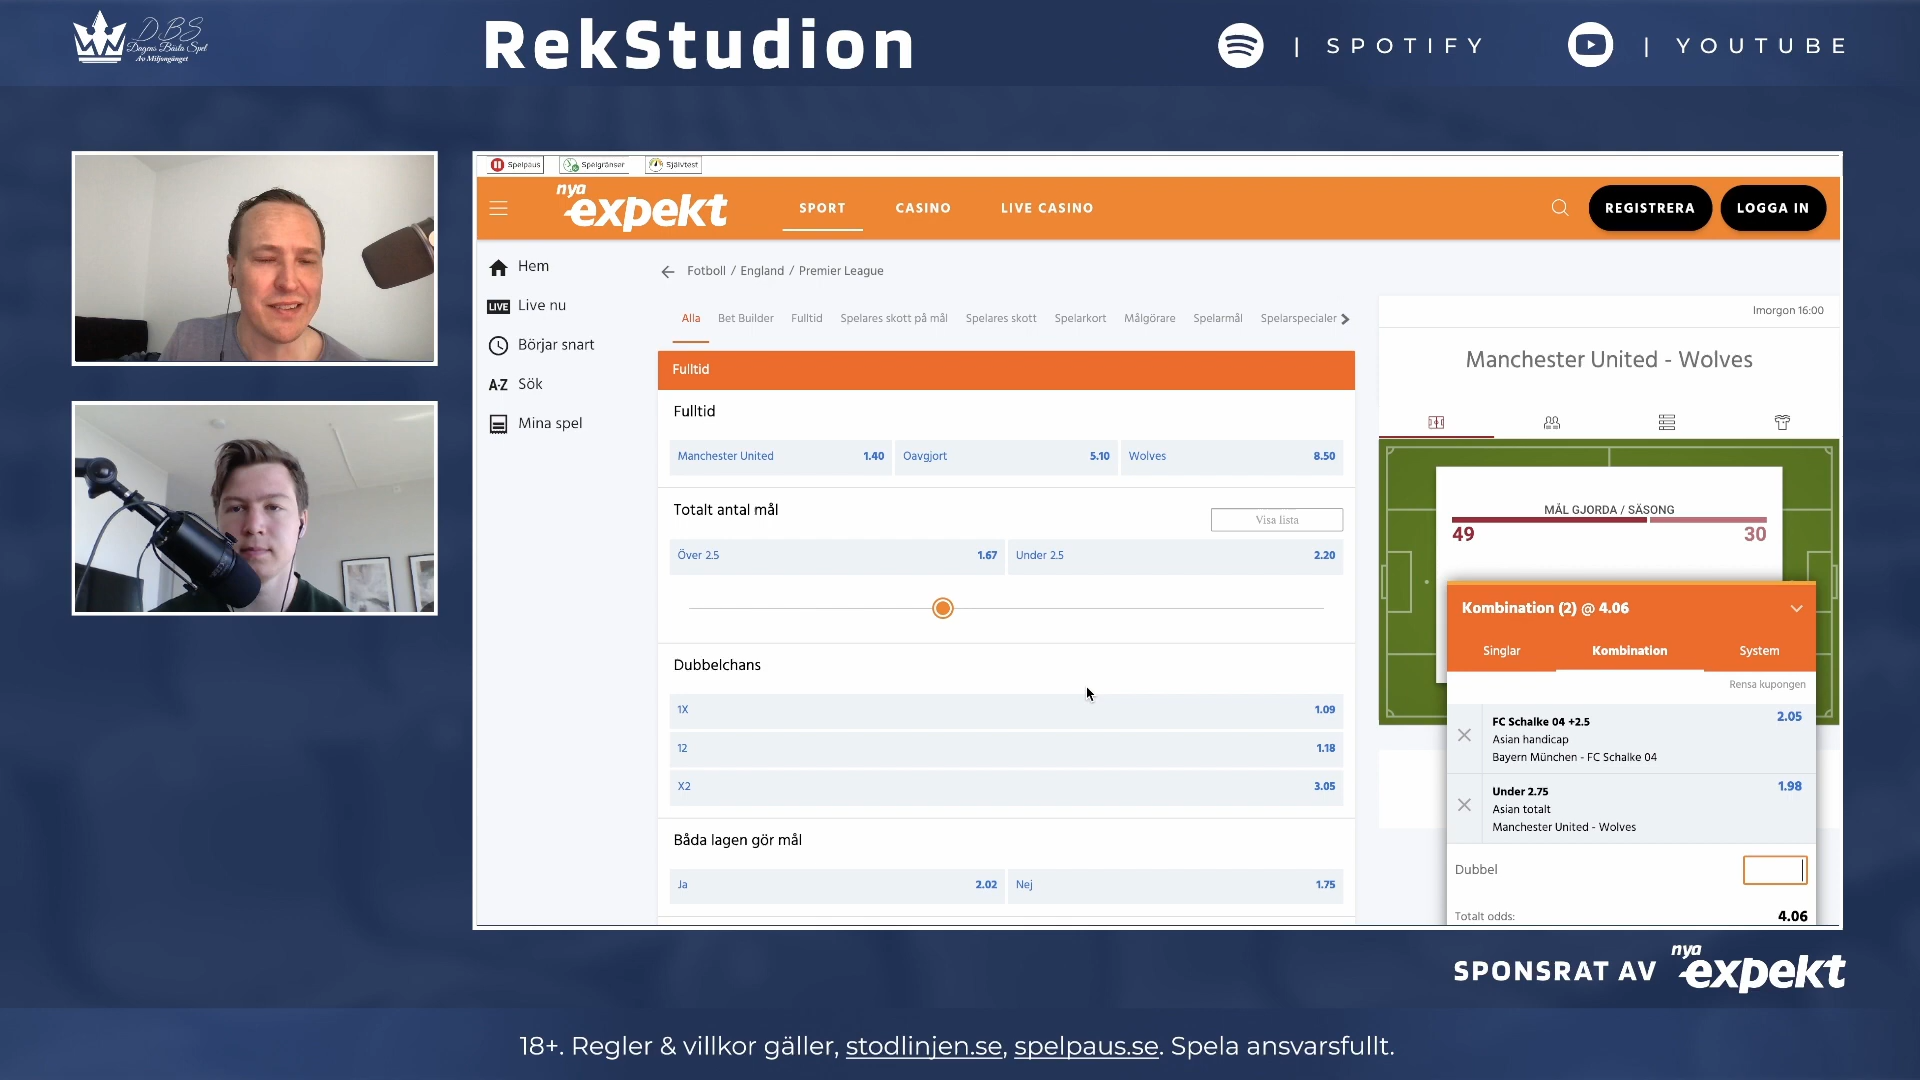 DBS
Dagens Bästa Spel
Av Miljongänget
RekStudion
| SPOTIFY
| YOUTUBE
Spelpaus
Spelgränser
Självtest
nya
expekt
SPORT
CASINO
LIVE CASINO
REGISTRERA
LOGGA IN
Hem
LIVE Live nu
Börjar snart
A-Z Sök
Mina spel
Fotboll / England / Premier League
Alla Bet Builder Fulltid Spelares skott på mål Spelares skott Spelarkort Målgörare Spelarmål Spelarspecialer
Fulltid
Fulltid
Manchester United 1.40 Oavgjort 5.10 Wolves 8.50
Totalt antal mål
Visa lista
Över 2.5 1.67 Under 2.5 2.20
Dubbelchans
1X 1.09
12 1.18
X2 3.05
Båda lagen gör mål
Ja 2.02 Nej 1.75
Imorgon 16:00
Manchester United - Wolves
MÅL GJORDA / SÄSONG
49 30
Kombination (2) @ 4.06
Singlar Kombination System
Rensa kupongen
FC Schalke 04 +2.5 2.05
Asian handicap
Bayern München - FC Schalke 04
Under 2.75 1.98
Asian totalt
Manchester United - Wolves
Dubbel
Totalt odds: 4.06
SPONSRAT AV nya expekt
18+. Regler & villkor gäller, stodlinjen.se, spelpaus.se. Spela ansvarsfullt.